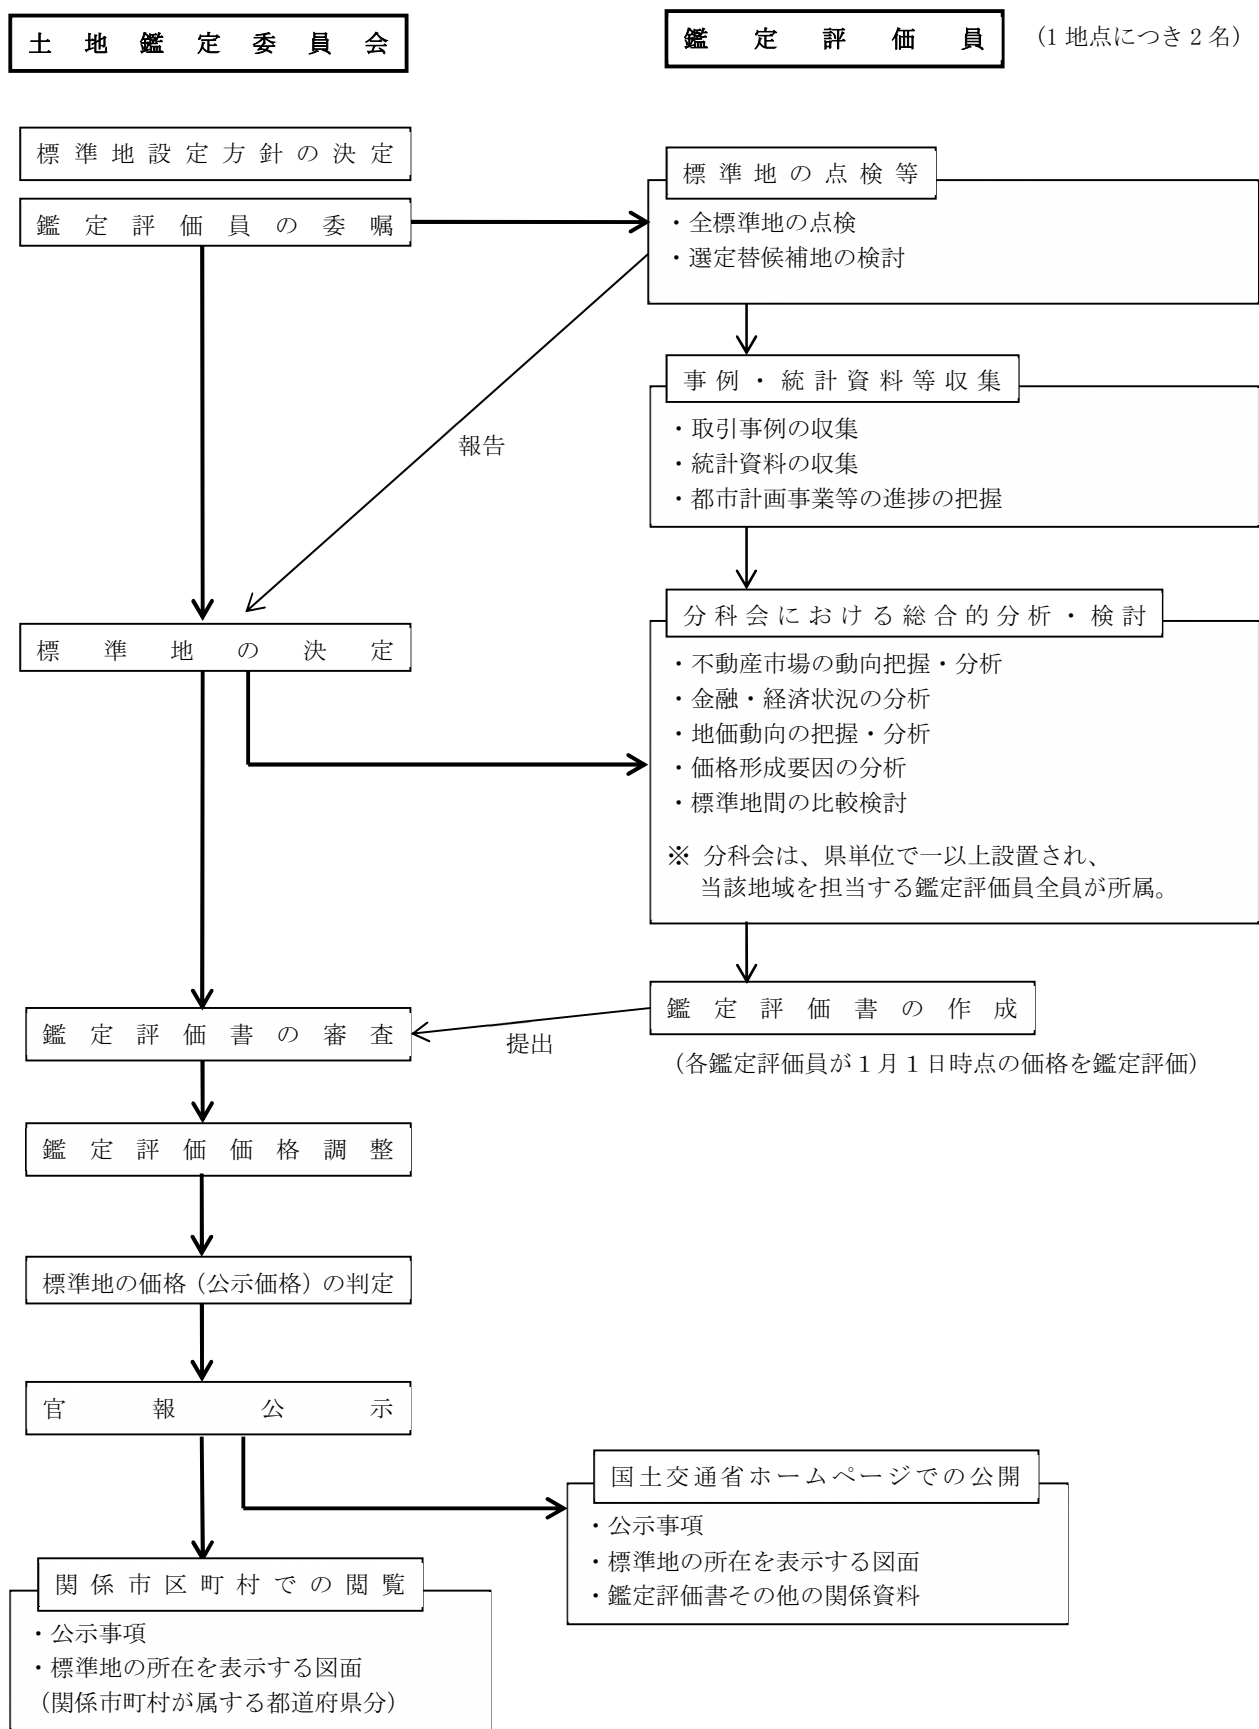 土地鑑定委員会
鑑定評価員
(1地点につき2名)
標準地設定方針の決定
鑑定評価員の委嘱
標準地の点検等
・全標準地の点検
・選定替候補地の検討
事例・統計資料等収集
・取引事例の収集
・統計資料の収集
・都市計画事業等の進捗の把握
報告
標準地の決定
分科会における総合的分析・検討
・不動産市場の動向把握・分析
・金融・経済状況の分析
・地価動向の把握・分析
・価格形成要因の分析
・標準地間の比較検討
※ 分科会は、県単位で一以上設置され、
当該地域を担当する鑑定評価員全員が所属。
鑑定評価書の作成
(各鑑定評価員が1月1日時点の価格を鑑定評価)
提出
鑑定評価書の審査
鑑定評価価格調整
標準地の価格(公示価格)の判定
官報公示
国土交通省ホームページでの公開
・公示事項
・標準地の所在を表示する図面
・鑑定評価書その他の関係資料
関係市区町村での閲覧
・公示事項
・標準地の所在を表示する図面
(関係市町村が属する都道府県分)